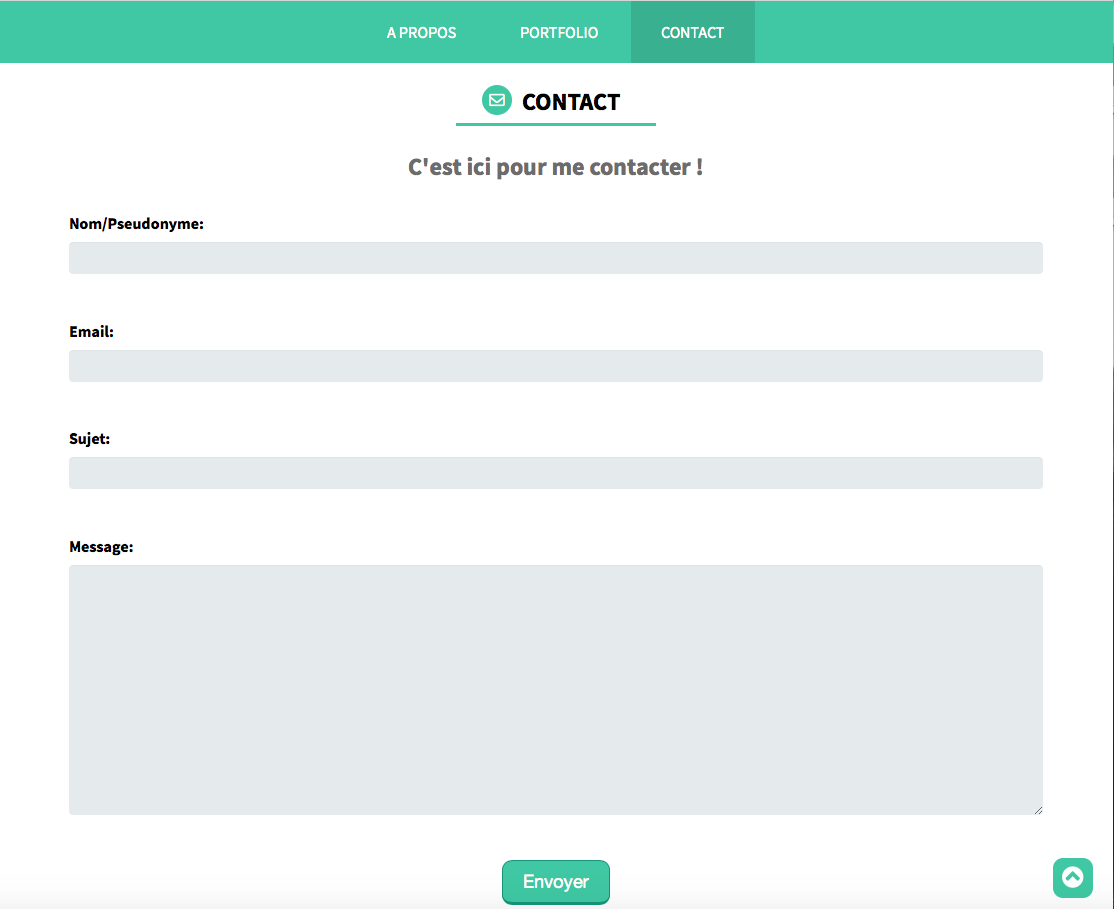 A PROPOS PORTFOLIO CONTACT
CONTACT
C'est ici pour me contacter !
Nom/Pseudonyme:
Email:
Sujet:
Message:
Envoyer